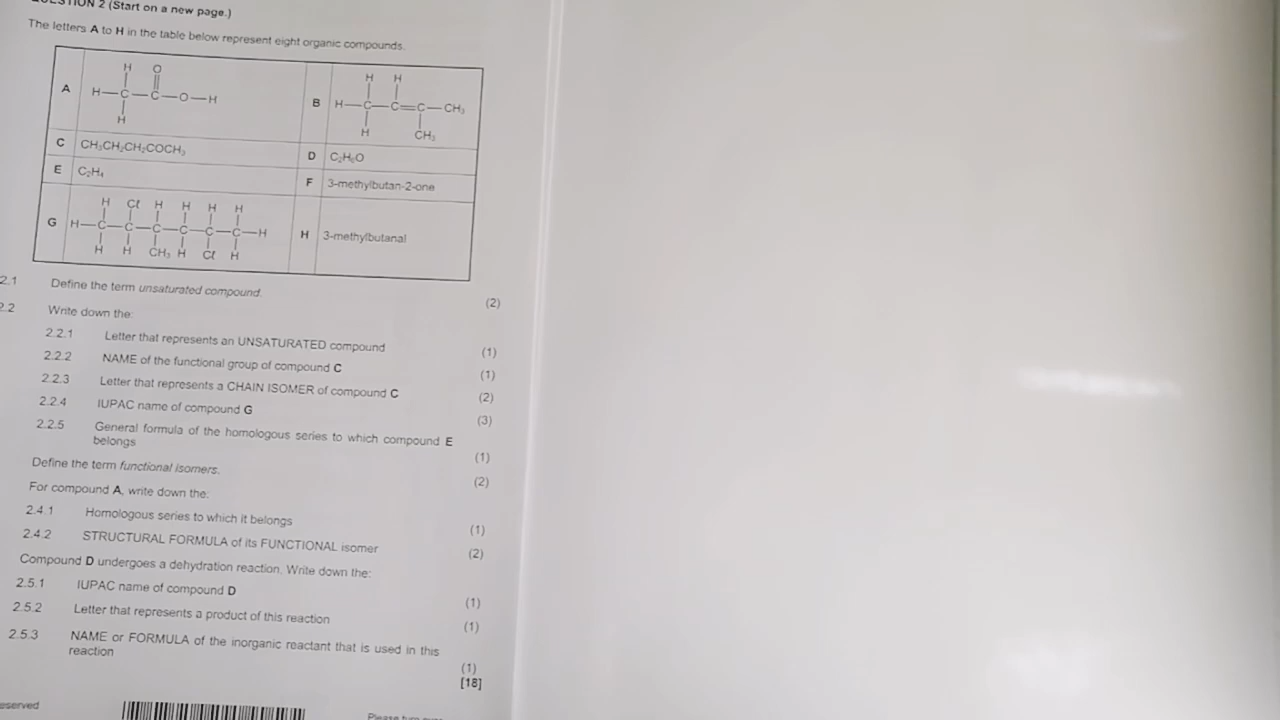 QUESTION 2 (Start on a new page.)
The letters A to H in the table below represent eight organic compounds.
A
H O
H—C—C—O—H
H
B
H H
H—C—C=C—CH₃
H CH₃
C CH₃CH₂CH₂COCH₃
D C₂H₆O
E C₂H₄
F 3-methylbutan-2-one
G
H Cℓ H H H H
H—C—C—C—C—C—C—H
H H CH₃ H Cℓ H
H 3-methylbutanal
2.1 Define the term unsaturated compound. (2)
2.2 Write down the:
2.2.1 Letter that represents an UNSATURATED compound (1)
2.2.2 NAME of the functional group of compound C (1)
2.2.3 Letter that represents a CHAIN ISOMER of compound C (2)
2.2.4 IUPAC name of compound G (3)
2.2.5 General formula of the homologous series to which compound E
belongs (1)
Define the term functional isomers. (2)
For compound A, write down the:
2.4.1 Homologous series to which it belongs (1)
2.4.2 STRUCTURAL FORMULA of its FUNCTIONAL isomer (2)
Compound D undergoes a dehydration reaction. Write down the:
2.5.1 IUPAC name of compound D (1)
2.5.2 Letter that represents a product of this reaction (1)
2.5.3 NAME or FORMULA of the inorganic reactant that is used in this
reaction (1)
[18]
eserved
Please turn over